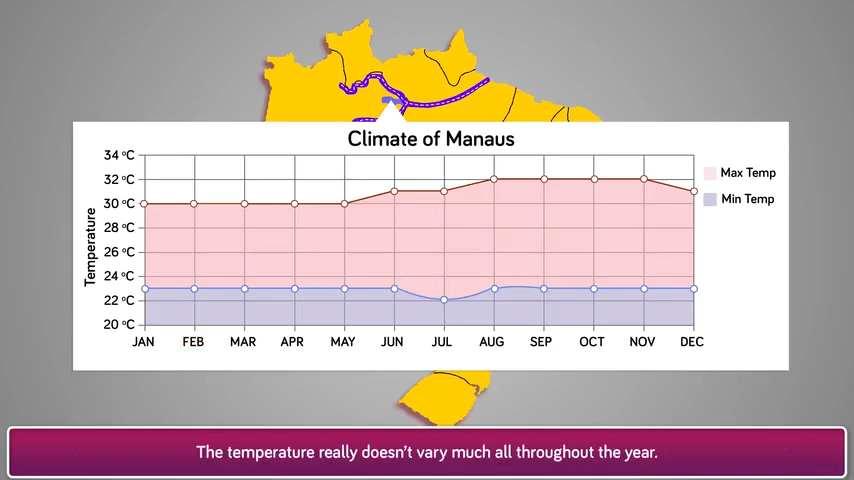 Climate of Manaus
34 °C
32 °C
30 °C
28 °C
26 °C
24 °C
22 °C
20 °C
Temperature
JAN FEB MAR APR MAY JUN JUL AUG SEP OCT NOV DEC
Max Temp
Min Temp
The temperature really doesn't vary much all throughout the year.